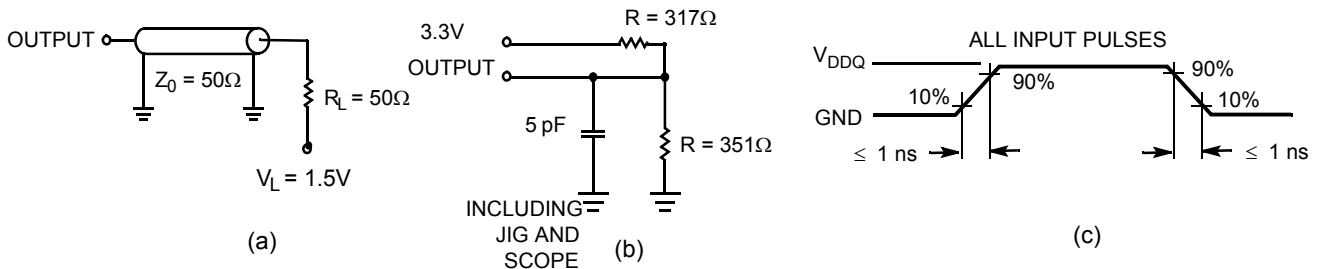 OUTPUT
Z0 = 50Ω
RL = 50Ω
VL = 1.5V
(a)
3.3V
R = 317Ω
OUTPUT
5 pF
R = 351Ω
INCLUDING
JIG AND
SCOPE
(b)
ALL INPUT PULSES
VDDQ
GND
10%
90%
90%
10%
≤ 1 ns
≤ 1 ns
(c)